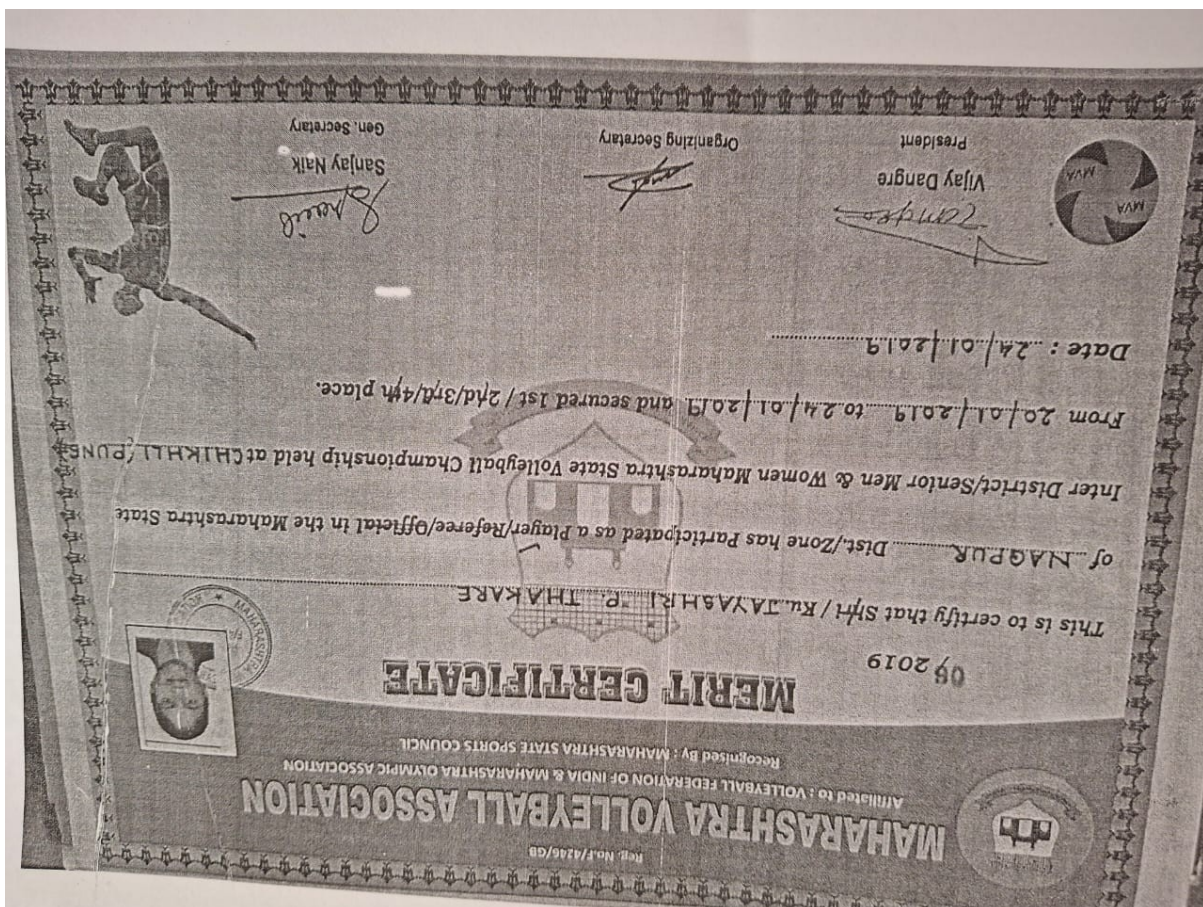 Reg. No.F/4246/GB
MAHARASHTRA VOLLEYBALL ASSOCIATION
Affiliated to : VOLLEYBALL FEDERATION OF INDIA & MAHARASHTRA OLYMPIC ASSOCIATION
Recognised By : MAHARASHTRA STATE SPORTS COUNCIL
MERIT CERTIFICATE
2019
MAHARASHTRA
This is to certify that Shri / Ku. JAYASHRI P. THAKARE
of NAGPUR Dist./Zone has Participated as a Player/Referee/Official in the Maharashtra State
Inter District/Senior Men & Women Maharashtra State Volleyball Championship held at CHIKHLI, PUNE
From 20/01/2019 to 24/01/2019 and secured 1st / 2nd/3rd/4th place.
Date : 24/01/2019
MVA
MVA
Vijay Dangre
President
Organizing Secretary
Sanjay Naik
Gen. Secretary